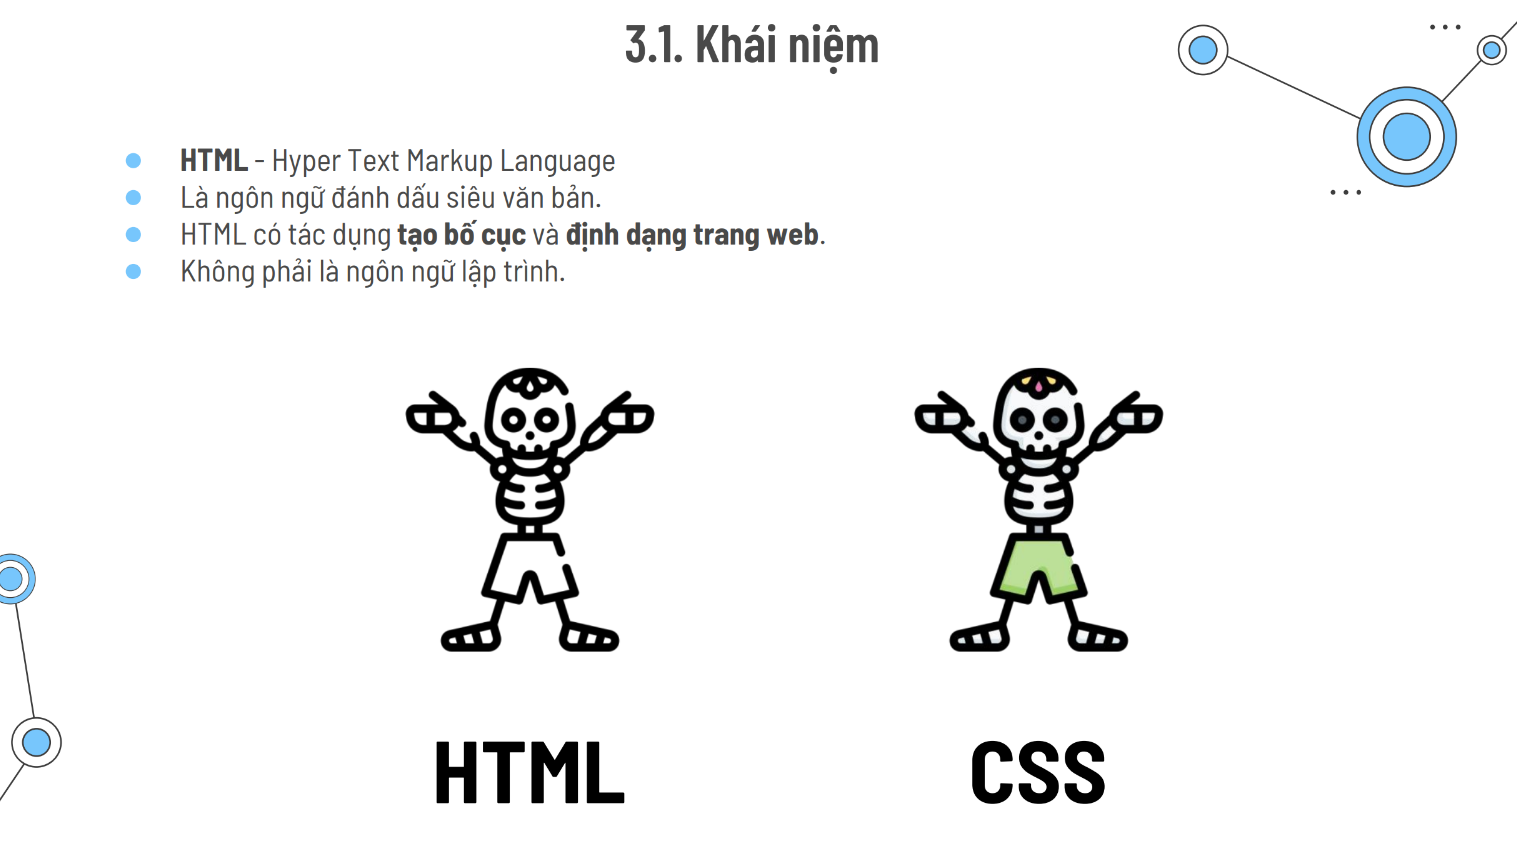 3.1. Khái niệm
HTML - Hyper Text Markup Language
Là ngôn ngữ đánh dấu siêu văn bản.
HTML có tác dụng tạo bố cục và định dạng trang web.
Không phải là ngôn ngữ lập trình.
HTML
CSS